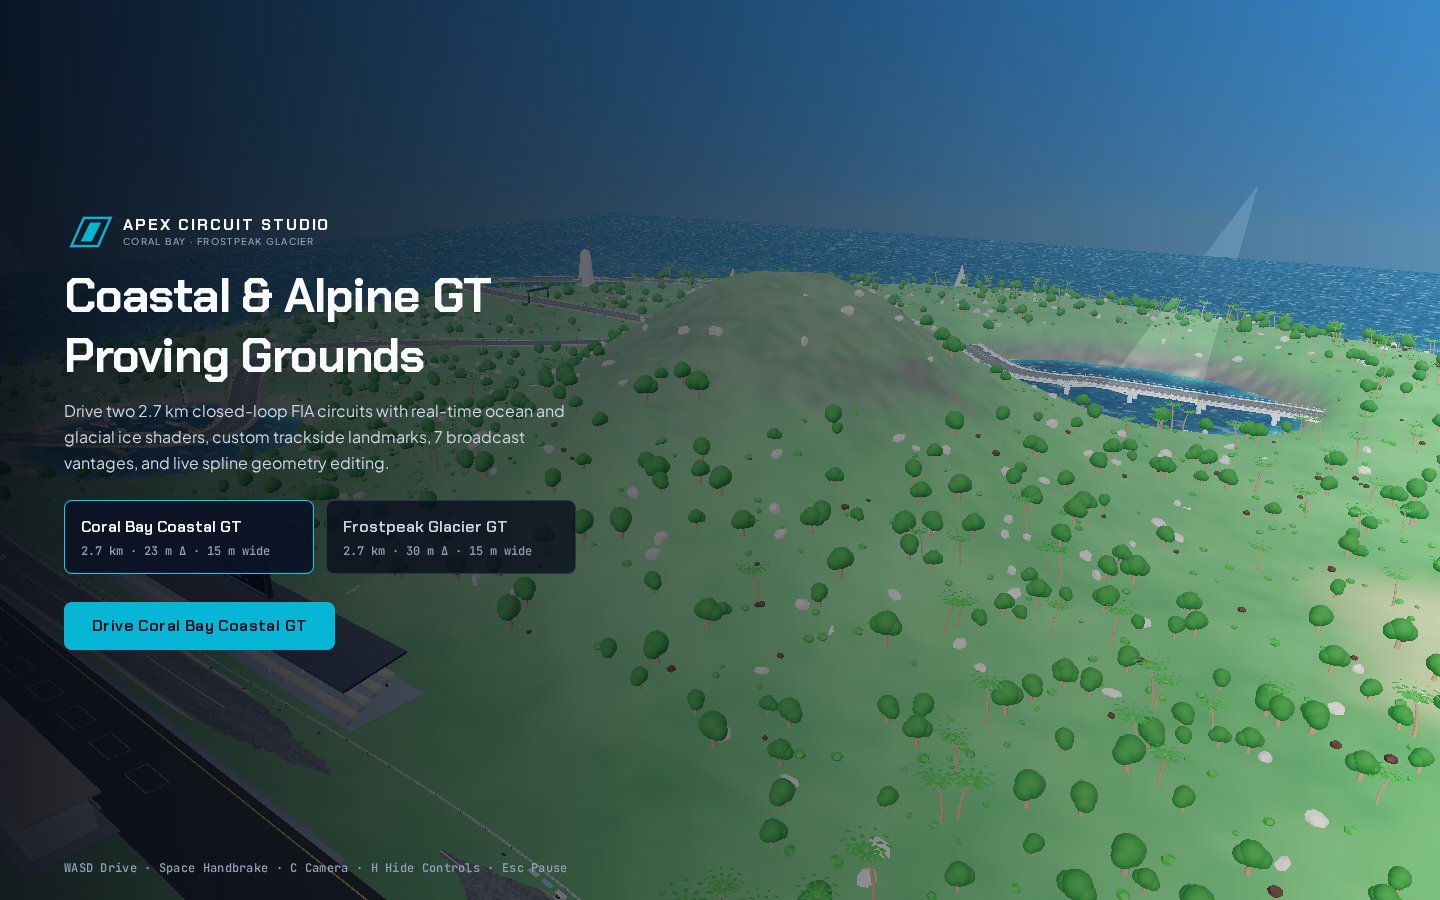 APEX CIRCUIT STUDIO
CORAL BAY · FROSTPEAK GLACIER
Coastal & Alpine GT
Proving Grounds
Drive two 2.7 km closed-loop FIA circuits with real-time ocean and
glacial ice shaders, custom trackside landmarks, 7 broadcast
vantages, and live spline geometry editing.
Coral Bay Coastal GT
2.7 km · 23 m Δ · 15 m wide
Frostpeak Glacier GT
2.7 km · 30 m Δ · 15 m wide
Drive Coral Bay Coastal GT
WASD Drive · Space Handbrake · C Camera · H Hide Controls · Esc Pause